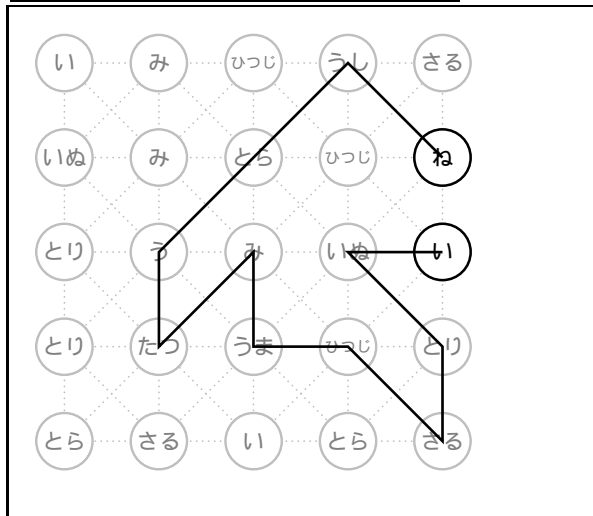 い み ひつじ うし さる
いぬ み とら ひつじ ね
とり う み いぬ い
とり たつ うま ひつじ とり
とら さる い とら さる